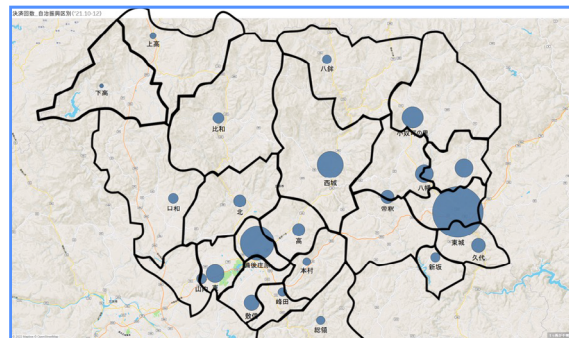 決済回数_自治振興区別('21.10-12)
上高
八鉾
下高
小奴可の里
比和
西城
八幡
帝釈
口和
北
高
東城
備後庄原
久代
本村
新坂
山内
敷信
峰田
総領